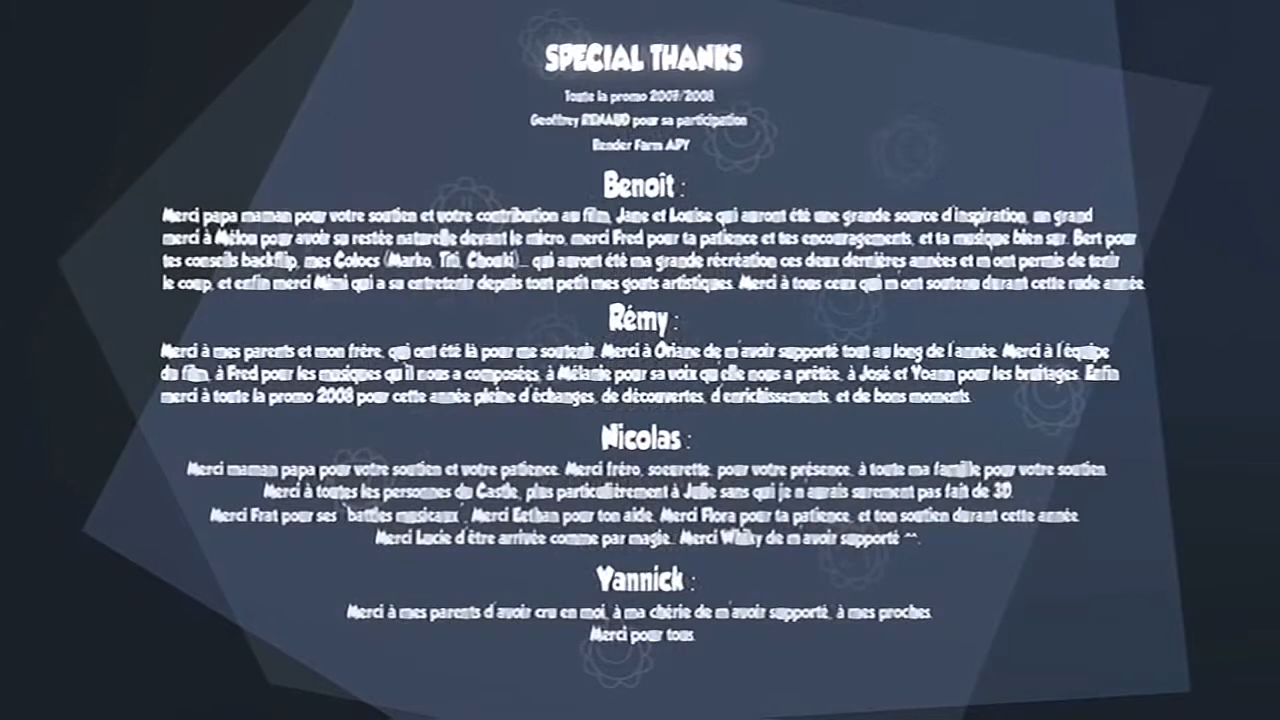 SPECIAL THANKS
Toute la promo 2007/2008
Geoffrey RENAUD pour sa participation
Render Farm ADY
Benoît :
Merci papa maman pour votre soutien et votre contribution au film, Jane et Louise qui auront été une grande source d'inspiration, un grand
merci à Mélou pour avoir su restée naturelle devant le micro, merci Fred pour ta patience et tes encouragements, et ta musique bien sur. Bert pour
tes conseils backflip, mes Colocs (Marko, Titi, Chouki)... qui auront été ma grande récréation ces deux dernières années et m'ont permis de tenir
le coup, et enfin merci Mimi qui a su entretenir depuis tout petit mes gouts artistiques. Merci à tous ceux qui m'ont soutenu durant cette rude année.
Rémy :
Merci à mes parents et mon frère, qui ont été là pour me soutenir. Merci à Oriane de m'avoir supporté tout au long de l'année. Merci à l'équipe
du film, à Fred pour les musiques qu'il nous a composées, à Mélanie pour sa voix qu'elle nous a prêtée, à José et Yoann pour les bruitages. Enfin
merci à toute la promo 2008 pour cette année pleine d'échanges, de découvertes, d'enrichissements, et de bons moments.
Nicolas :
Merci maman papa pour votre soutien et votre patience. Merci fréro, soeurette, pour votre présence, à toute ma famille pour votre soutien.
Merci à toutes les personnes du Castle, plus particulièrement à Julie sans qui je n'aurais surement pas fait de 3D.
Merci Frat pour ses "battles musicaux". Merci Eethan pour ton aide. Merci Flora pour ta patience, et ton soutien durant cette année.
Merci Lucie d'être arrivée comme par magie. Merci Whiky de m'avoir supporté ^^.
Yannick :
Merci à mes parents d'avoir cru en moi, à ma chérie de m'avoir supporté, à mes proches.
Merci pour tous.